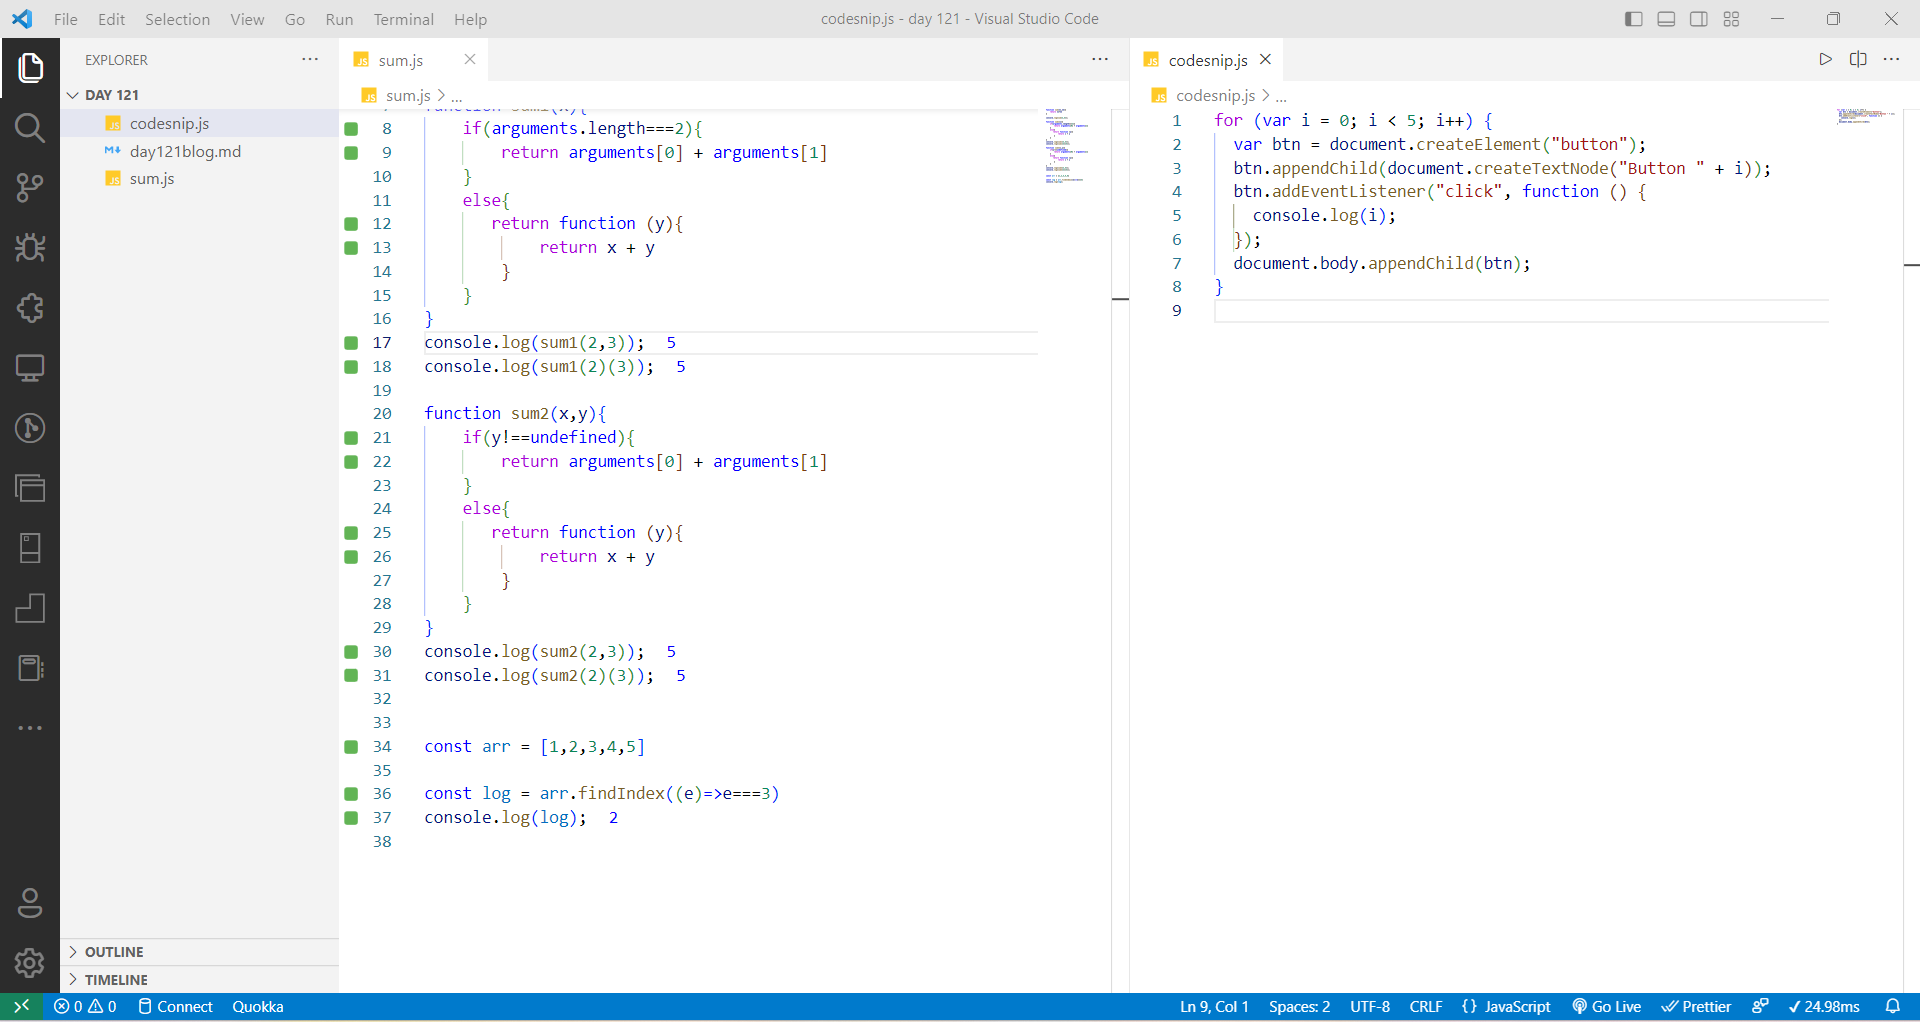 File Edit Selection View Go Run Terminal Help
codesnip.js - day 121 - Visual Studio Code
EXPLORER
DAY 121
codesnip.js
day121blog.md
sum.js
OUTLINE
TIMELINE
sum.js
sum.js > ...
8 if(arguments.length===2){
9 return arguments[0] + arguments[1]
10 }
11 else{
12 return function (y){
13 return x + y
14 }
15 }
16 }
17 console.log(sum1(2,3)); 5
18 console.log(sum1(2)(3)); 5
19
20 function sum2(x,y){
21 if(y!==undefined){
22 return arguments[0] + arguments[1]
23 }
24 else{
25 return function (y){
26 return x + y
27 }
28 }
29 }
30 console.log(sum2(2,3)); 5
31 console.log(sum2(2)(3)); 5
32
33
34 const arr = [1,2,3,4,5]
35
36 const log = arr.findIndex((e)=>e===3)
37 console.log(log); 2
38
codesnip.js
codesnip.js > ...
1 for (var i = 0; i < 5; i++) {
2 var btn = document.createElement("button");
3 btn.appendChild(document.createTextNode("Button " + i));
4 btn.addEventListener("click", function () {
5 console.log(i);
6 });
7 document.body.appendChild(btn);
8 }
9
0 0 Connect Quokka
Ln 9, Col 1 Spaces: 2 UTF-8 CRLF {} JavaScript Go Live Prettier 24.98ms